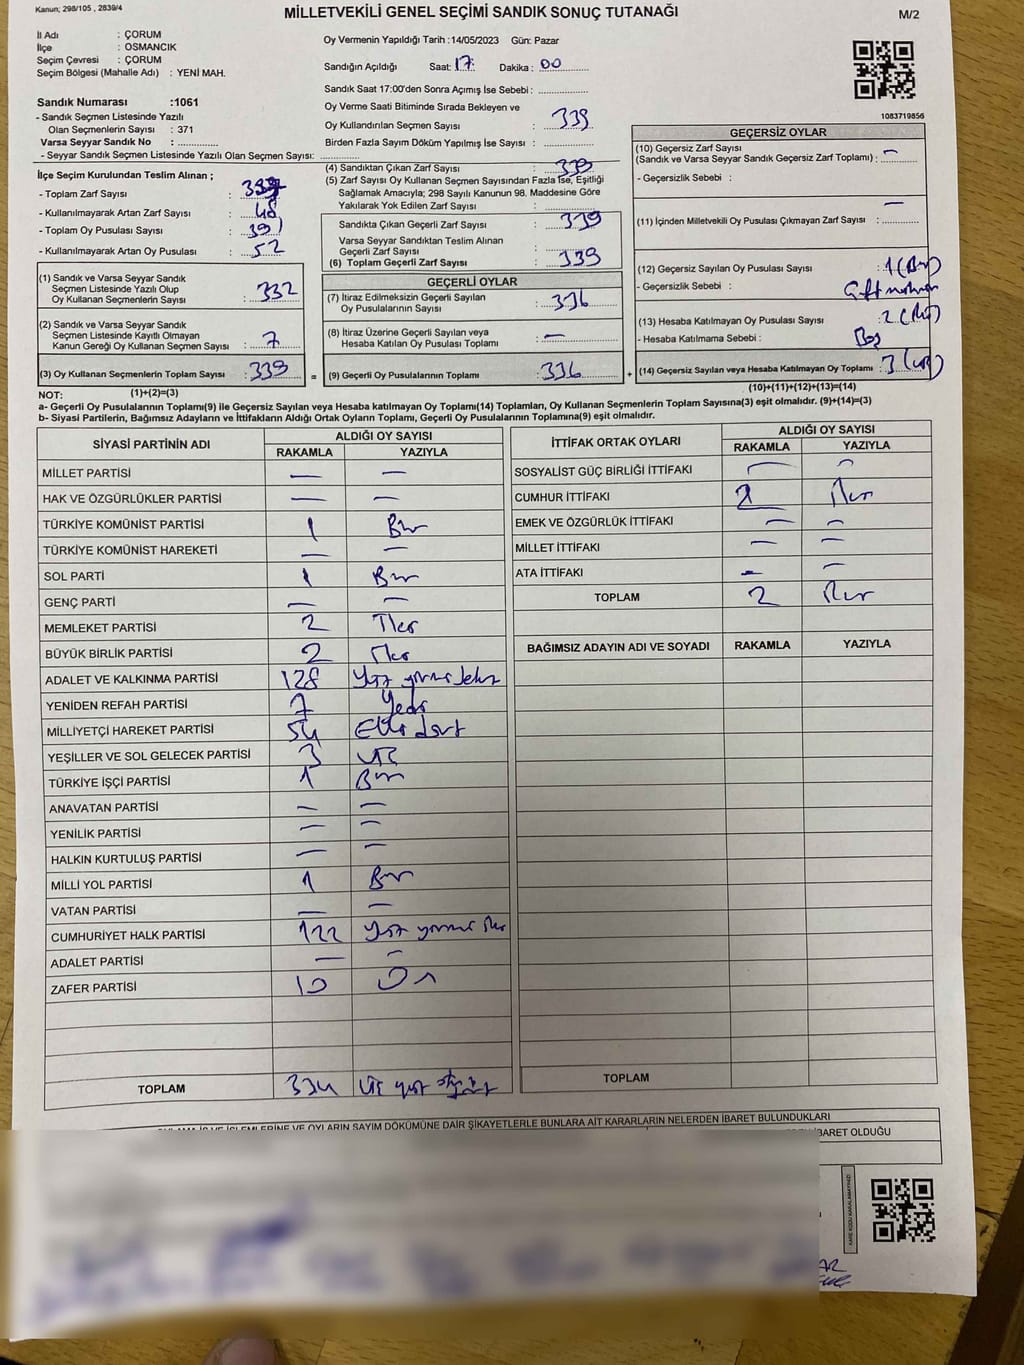 Kanun; 298/105 , 2839/4
MİLLETVEKİLİ GENEL SEÇİMİ SANDIK SONUÇ TUTANAĞI
M/2
İl Adı : ÇORUM
İlçe : OSMANCIK
Seçim Çevresi : ÇORUM
Seçim Bölgesi (Mahalle Adı) : YENİ MAH.
Sandık Numarası :1061
- Sandık Seçmen Listesinde Yazılı
Olan Seçmenlerin Sayısı : 371
Varsa Seyyar Sandık No :
- Seyyar Sandık Seçmen Listesinde Yazılı Olan Seçmen Sayısı:
Oy Vermenin Yapıldığı Tarih :14/05/2023 Gün: Pazar
Sandığın Açıldığı Saat: 17 Dakika : 00
Sandık Saat 17:00'den Sonra Açımış İse Sebebi :
Oy Verme Saati Bitiminde Sırada Bekleyen ve
Oy Kullandırılan Seçmen Sayısı : 339
Birden Fazla Sayım Döküm Yapılmış İse Sayısı :
1083719856
İlçe Seçim Kurulundan Teslim Alınan ;
- Toplam Zarf Sayısı :
- Kullanılmayarak Artan Zarf Sayısı : 48
- Toplam Oy Pusulası Sayısı : 391
- Kullanılmayarak Artan Oy Pusulası : 52
(1) Sandık ve Varsa Seyyar Sandık
Seçmen Listesinde Yazılı Olup
Oy Kullanan Seçmenlerin Sayısı : 332
(2) Sandık ve Varsa Seyyar Sandık
Seçmen Listesinde Kayıtlı Olmayan
Kanun Gereği Oy Kullanan Seçmen Sayısı : 7
(3) Oy Kullanan Seçmenlerin Toplam Sayısı : 339
(4) Sandıktan Çıkan Zarf Sayısı : 339
(5) Zarf Sayısı Oy Kullanan Seçmen Sayısından Fazla İse, Eşitliği
Sağlamak Amacıyla; 298 Sayılı Kanunun 98. Maddesine Göre
Yakılarak Yok Edilen Zarf Sayısı :
Sandıkta Çıkan Geçerli Zarf Sayısı : 339
Varsa Seyyar Sandıktan Teslim Alınan
Geçerli Zarf Sayısı :
(6) Toplam Geçerli Zarf Sayısı : 339
GEÇERLİ OYLAR
(7) İtiraz Edilmeksizin Geçerli Sayılan
Oy Pusulalarının Sayısı : 336
(8) İtiraz Üzerine Geçerli Sayılan veya
Hesaba Katılan Oy Pusulası Toplamı : —
= (9) Geçerli Oy Pusulalarının Toplamı : 336 +
GEÇERSİZ OYLAR
(10) Geçersiz Zarf Sayısı
(Sandık ve Varsa Seyyar Sandık Geçersiz Zarf Toplamı) : —
- Geçersizlik Sebebi :
(11) İçinden Milletvekili Oy Pusulası Çıkmayan Zarf Sayısı : —
(12) Geçersiz Sayılan Oy Pusulası Sayısı : 1 (Bir)
- Geçersizlik Sebebi : Çift mühür
(13) Hesaba Katılmayan Oy Pusulası Sayısı : 2 (İki)
- Hesaba Katılmama Sebebi : Boş
(14) Geçersiz Sayılan veya Hesaba Katılmayan Oy Toplamı : 3 (üç)
NOT: (1)+(2)=(3)
(10)+(11)+(12)+(13)=(14)
a- Geçerli Oy Pusulalarının Toplamı(9) ile Geçersiz Sayılan veya Hesaba katılmayan Oy Toplamı(14) Toplamları, Oy Kullanan Seçmenlerin Toplam Sayısına(3) eşit olmalıdır. (9)+(14)=(3)
b- Siyasi Partilerin, Bağımsız Adayların ve İttifakların Aldığı Ortak Oyların Toplamı, Geçerli Oy Pusulalarının Toplamına(9) eşit olmalıdır.
SİYASİ PARTİNİN ADI ALDIĞI OY SAYISI
RAKAMLA YAZIYLA
MİLLET PARTİSİ — —
HAK VE ÖZGÜRLÜKLER PARTİSİ — —
TÜRKİYE KOMÜNİST PARTİSİ 1 Bir
TÜRKİYE KOMÜNİST HAREKETİ — —
SOL PARTİ 1 Bir
GENÇ PARTİ — —
MEMLEKET PARTİSİ 2 İki
BÜYÜK BİRLİK PARTİSİ 2 İki
ADALET VE KALKINMA PARTİSİ 128 Yüz yirmi sekiz
YENİDEN REFAH PARTİSİ 7 Yedi
MİLLİYETÇİ HAREKET PARTİSİ 54 Elli dört
YEŞİLLER VE SOL GELECEK PARTİSİ 3 üç
TÜRKİYE İŞÇİ PARTİSİ 1 Bir
ANAVATAN PARTİSİ — —
YENİLİK PARTİSİ — —
HALKIN KURTULUŞ PARTİSİ — —
MİLLİ YOL PARTİSİ 1 Bir
VATAN PARTİSİ — —
CUMHURİYET HALK PARTİSİ 122 Yüz yirmi iki
ADALET PARTİSİ — —
ZAFER PARTİSİ 10 On
TOPLAM 334 üç yüz
İTTİFAK ORTAK OYLARI ALDIĞI OY SAYISI
RAKAMLA YAZIYLA
SOSYALİST GÜÇ BİRLİĞİ İTTİFAKI — —
CUMHUR İTTİFAKI 2 İki
EMEK VE ÖZGÜRLÜK İTTİFAKI — —
MİLLET İTTİFAKI — —
ATA İTTİFAKI — —
TOPLAM 2 İki
BAĞIMSIZ ADAYIN ADI VE SOYADI RAKAMLA YAZIYLA
TOPLAM
İŞLEMLERİNE VE OYLARIN SAYIM DÖKÜMÜNE DAİR ŞİKAYETLERLE BUNLARA AİT KARARLARIN NELERDEN İBARET BULUNDUKLARI
İBARET OLDUĞU
KARE KODU KARALAMAYINIZ!